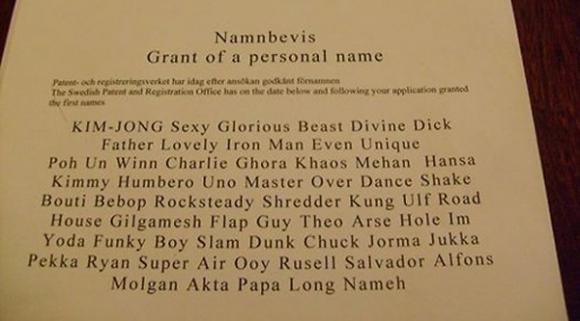 Namnbevis
Grant of a personal name
Patent- och registreringsverket har idag efter ansökan godkänt förnamnen
The Swedish Patent and Registration Office has on the date below and following your application granted
the first names
KIM-JONG Sexy Glorious Beast Divine Dick
Father Lovely Iron Man Even Unique
Poh Un Winn Charlie Ghora Khaos Mehan Hansa
Kimmy Humbero Uno Master Over Dance Shake
Bouti Bebop Rocksteady Shredder Kung Ulf Road
House Gilgamesh Flap Guy Theo Arse Hole Im
Yoda Funky Boy Slam Dunk Chuck Jorma Jukka
Pekka Ryan Super Air Ooy Rusell Salvador Alfons
Molgan Akta Papa Long Nameh